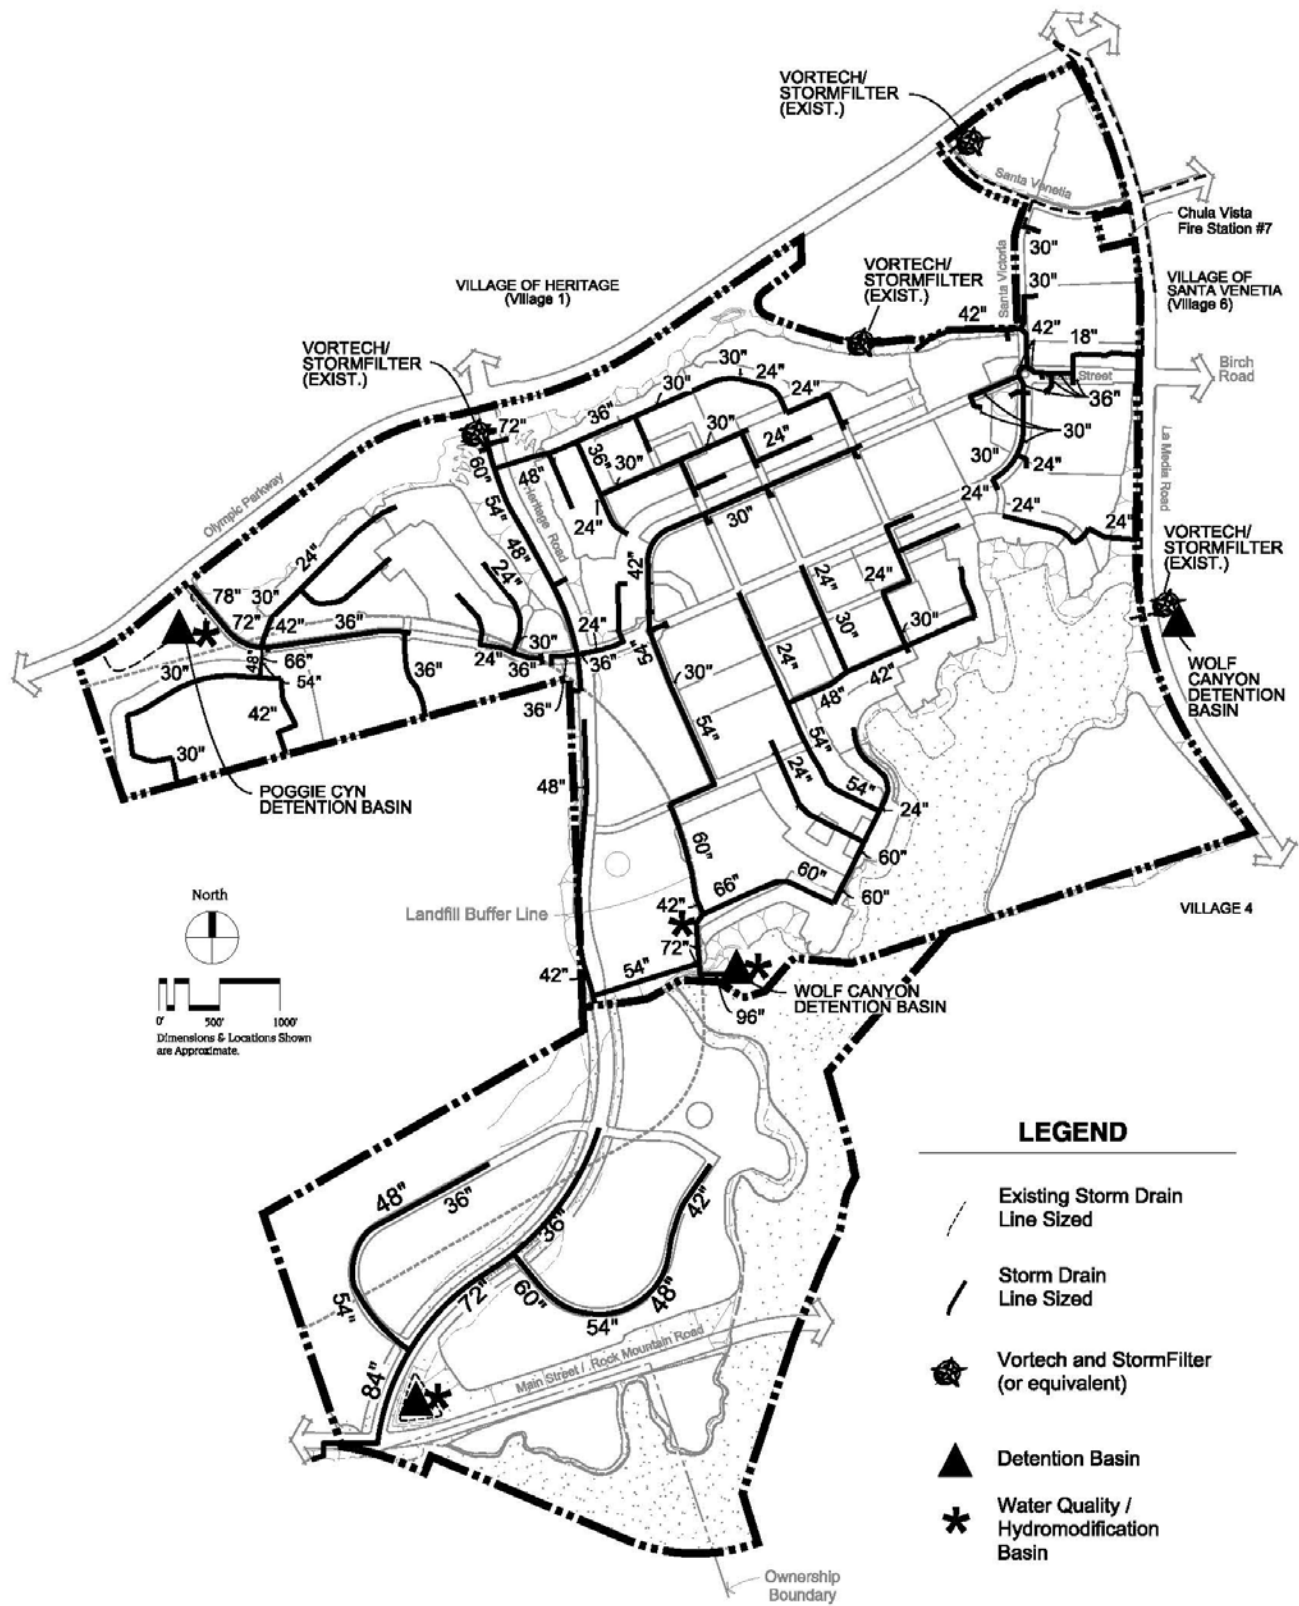 VORTECH/
STORMFILTER
(EXIST.)
Santa Venetia
Chula Vista
Fire Station #7
30"
Santa Victoria
VORTECH/
STORMFILTER
(EXIST.)
VILLAGE OF HERITAGE
(Village 1)
30"
VILLAGE OF
SANTA VENETIA
(Village 6)
42"
42"
18"
VORTECH/
STORMFILTER
(EXIST.)
Birch
Road
Street
36"
30"
24"
30"
24"
36"
72"
30"
24"
30"
60"
48"
36"
30"
30"
24"
La Media Road
Olympic Parkway
54"
Heritage Road
24"
30"
24"
24"
24"
VORTECH/
STORMFILTER
(EXIST.)
48"
42"
24"
24"
24"
24"
78"
30"
72"
42"
36"
24"
30"
30"
30"
24"
36"
36"
54"
24"
48"
66"
54"
30"
36"
30"
42"
48"
WOLF
CANYON
DETENTION
BASIN
42"
36"
54"
54"
30"
48"
24"
54"
24"
POGGIE CYN
DETENTION BASIN
60"
60"
60"
66"
60"
North
Landfill Buffer Line
42"
VILLAGE 4
72"
54"
42"
WOLF CANYON
DETENTION BASIN
96"
0' 500' 1000'
Dimensions & Locations Shown
are Approximate.
48"
36"
42"
36"
54"
72"
60"
48"
54"
84"
Main Street / Rock Mountain Road
Ownership
Boundary
LEGEND
Existing Storm Drain
Line Sized
Storm Drain
Line Sized
Vortech and StormFilter
(or equivalent)
Detention Basin
Water Quality /
Hydromodification
Basin